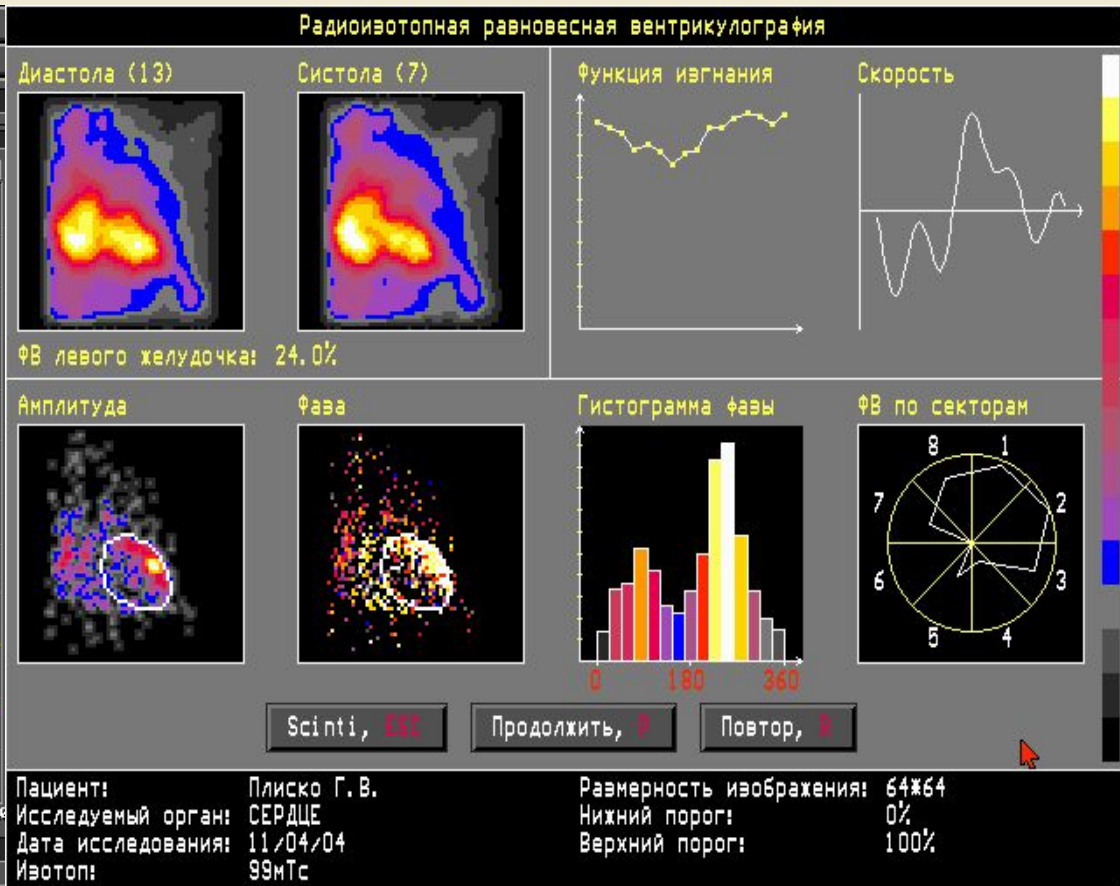 Радиоизотопная равновесная вентрикулография
Диастола (13)
Систола (7)
Функция изгнания
Скорость
ФВ левого желудочка: 24.0%
Амплитуда
Фаза
Гистограмма фазы
ФВ по секторам
8 1
7 2
6 3
5 4
0 180 360
Scinti, ESC
Продолжить, P
Повтор, R
Пациент: Плиско Г.В.
Исследуемый орган: СЕРДЦЕ
Дата исследования: 11/04/04
Изотоп: 99мТс
Размерность изображения: 64*64
Нижний порог: 0%
Верхний порог: 100%